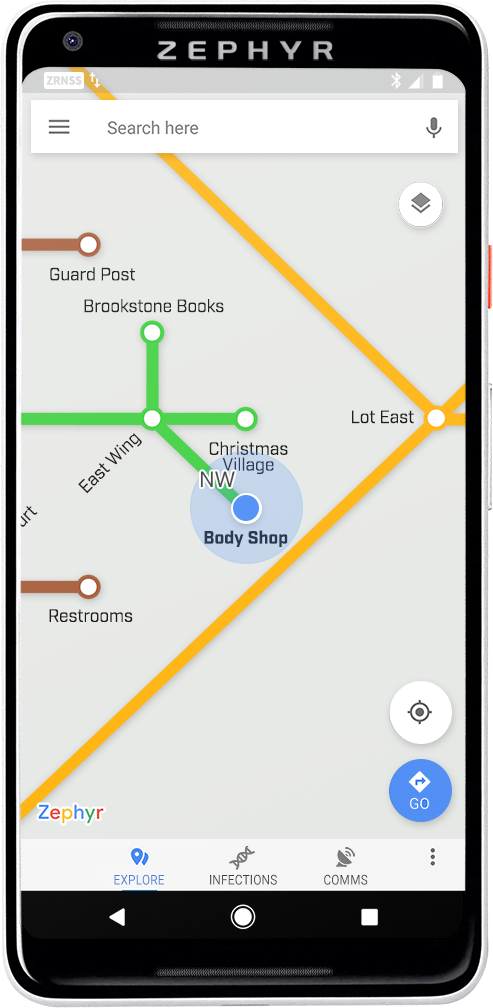 ZEPHYR
ZRNSS
Search here
Guard Post
Brookstone Books
Lot East
East Wing
Christmas
Village
NW
urt
Body Shop
Restrooms
GO
Zephyr
EXPLORE
INFECTIONS
COMMS